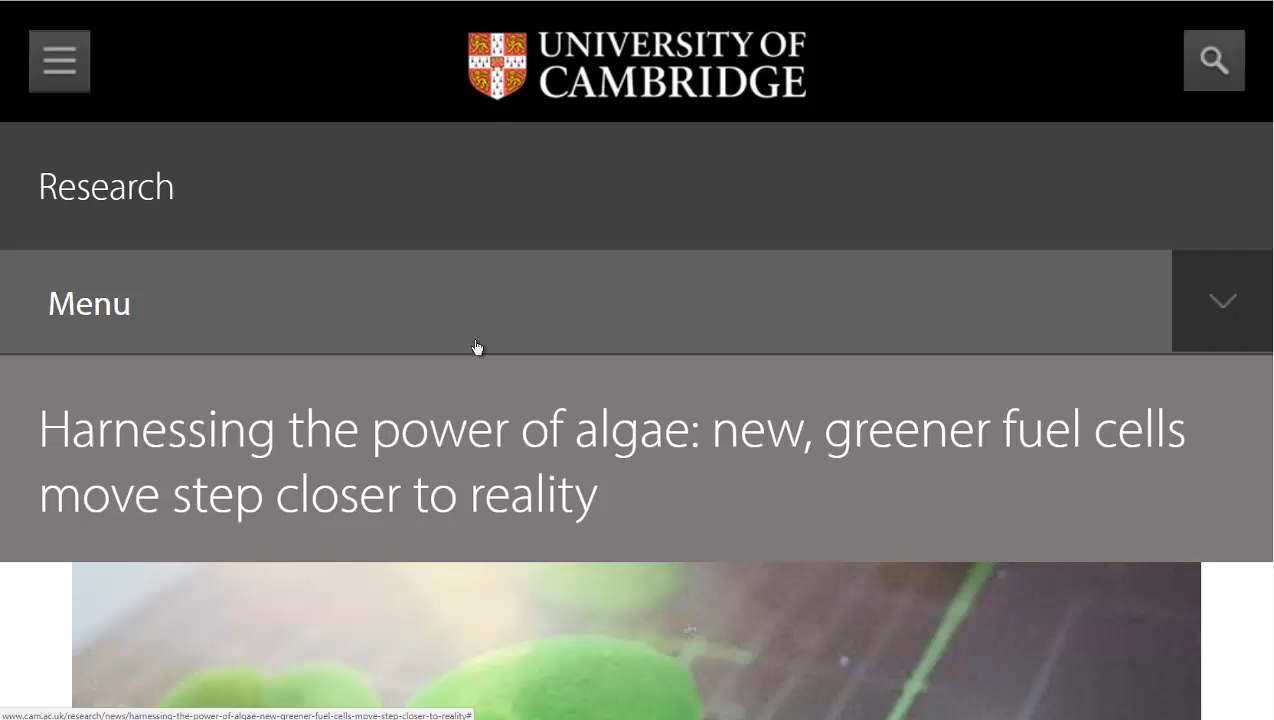 UNIVERSITY OF
CAMBRIDGE
Research
Menu
Harnessing the power of algae: new, greener fuel cells
move step closer to reality
www.cam.ac.uk/research/news/harnessing-the-power-of-algae-new-greener-fuel-cells-move-step-closer-to-reality#